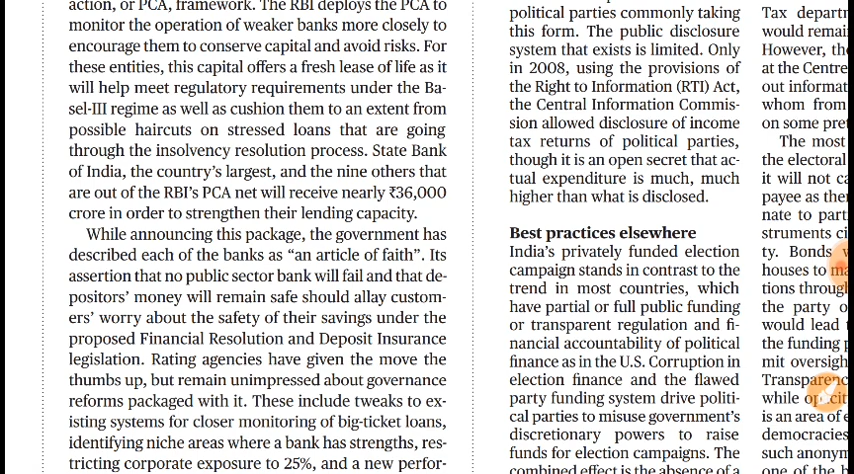 action, or PCA, framework. The RBI deploys the PCA to
monitor the operation of weaker banks more closely to
encourage them to conserve capital and avoid risks. For
these entities, this capital offers a fresh lease of life as it
will help meet regulatory requirements under the Ba-
sel-III regime as well as cushion them to an extent from
possible haircuts on stressed loans that are going
through the insolvency resolution process. State Bank
of India, the country's largest, and the nine others that
are out of the RBI's PCA net will receive nearly ₹36,000
crore in order to strengthen their lending capacity.
While announcing this package, the government has
described each of the banks as “an article of faith”. Its
assertion that no public sector bank will fail and that de-
positors' money will remain safe should allay custom-
ers' worry about the safety of their savings under the
proposed Financial Resolution and Deposit Insurance
legislation. Rating agencies have given the move the
thumbs up, but remain unimpressed about governance
reforms packaged with it. These include tweaks to ex-
isting systems for closer monitoring of big-ticket loans,
identifying niche areas where a bank has strengths, res-
tricting corporate exposure to 25%, and a new perfor-
political parties commonly taking
this form. The public disclosure
system that exists is limited. Only
in 2008, using the provisions of
the Right to Information (RTI) Act,
the Central Information Commis-
sion allowed disclosure of income
tax returns of political parties,
though it is an open secret that ac-
tual expenditure is much, much
higher than what is disclosed.
Best practices elsewhere
India's privately funded election
campaign stands in contrast to the
trend in most countries, which
have partial or full public funding
or transparent regulation and fi-
nancial accountability of political
finance as in the U.S. Corruption in
election finance and the flawed
party funding system drive politi-
cal parties to misuse government's
discretionary powers to raise
funds for election campaigns. The
combined effect is the absence of a
Tax departm
would remai
However, the
at the Centre
out informat
whom from
on some pret
The most
the electoral
it will not ca
payee as ther
nate to part
struments ci
ty. Bonds
houses to
tions through
the party o
would lead
the funding
mit oversigh
Transparenc
while
is an area of
democracies
such anonym
one of the